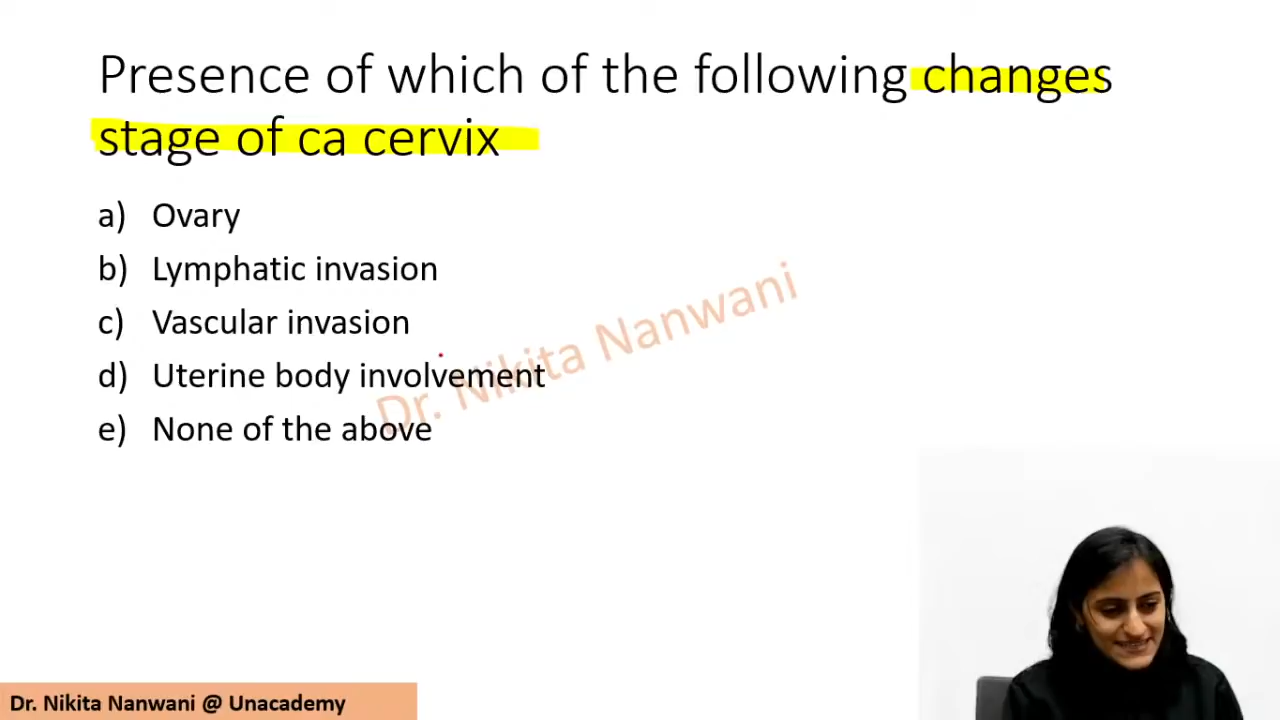 Presence of which of the following changes
stage of ca cervix
a) Ovary
b) Lymphatic invasion
c) Vascular invasion
d) Uterine body involvement
e) None of the above
Dr. Nikita Nanwani
Dr. Nikita Nanwani @ Unacademy